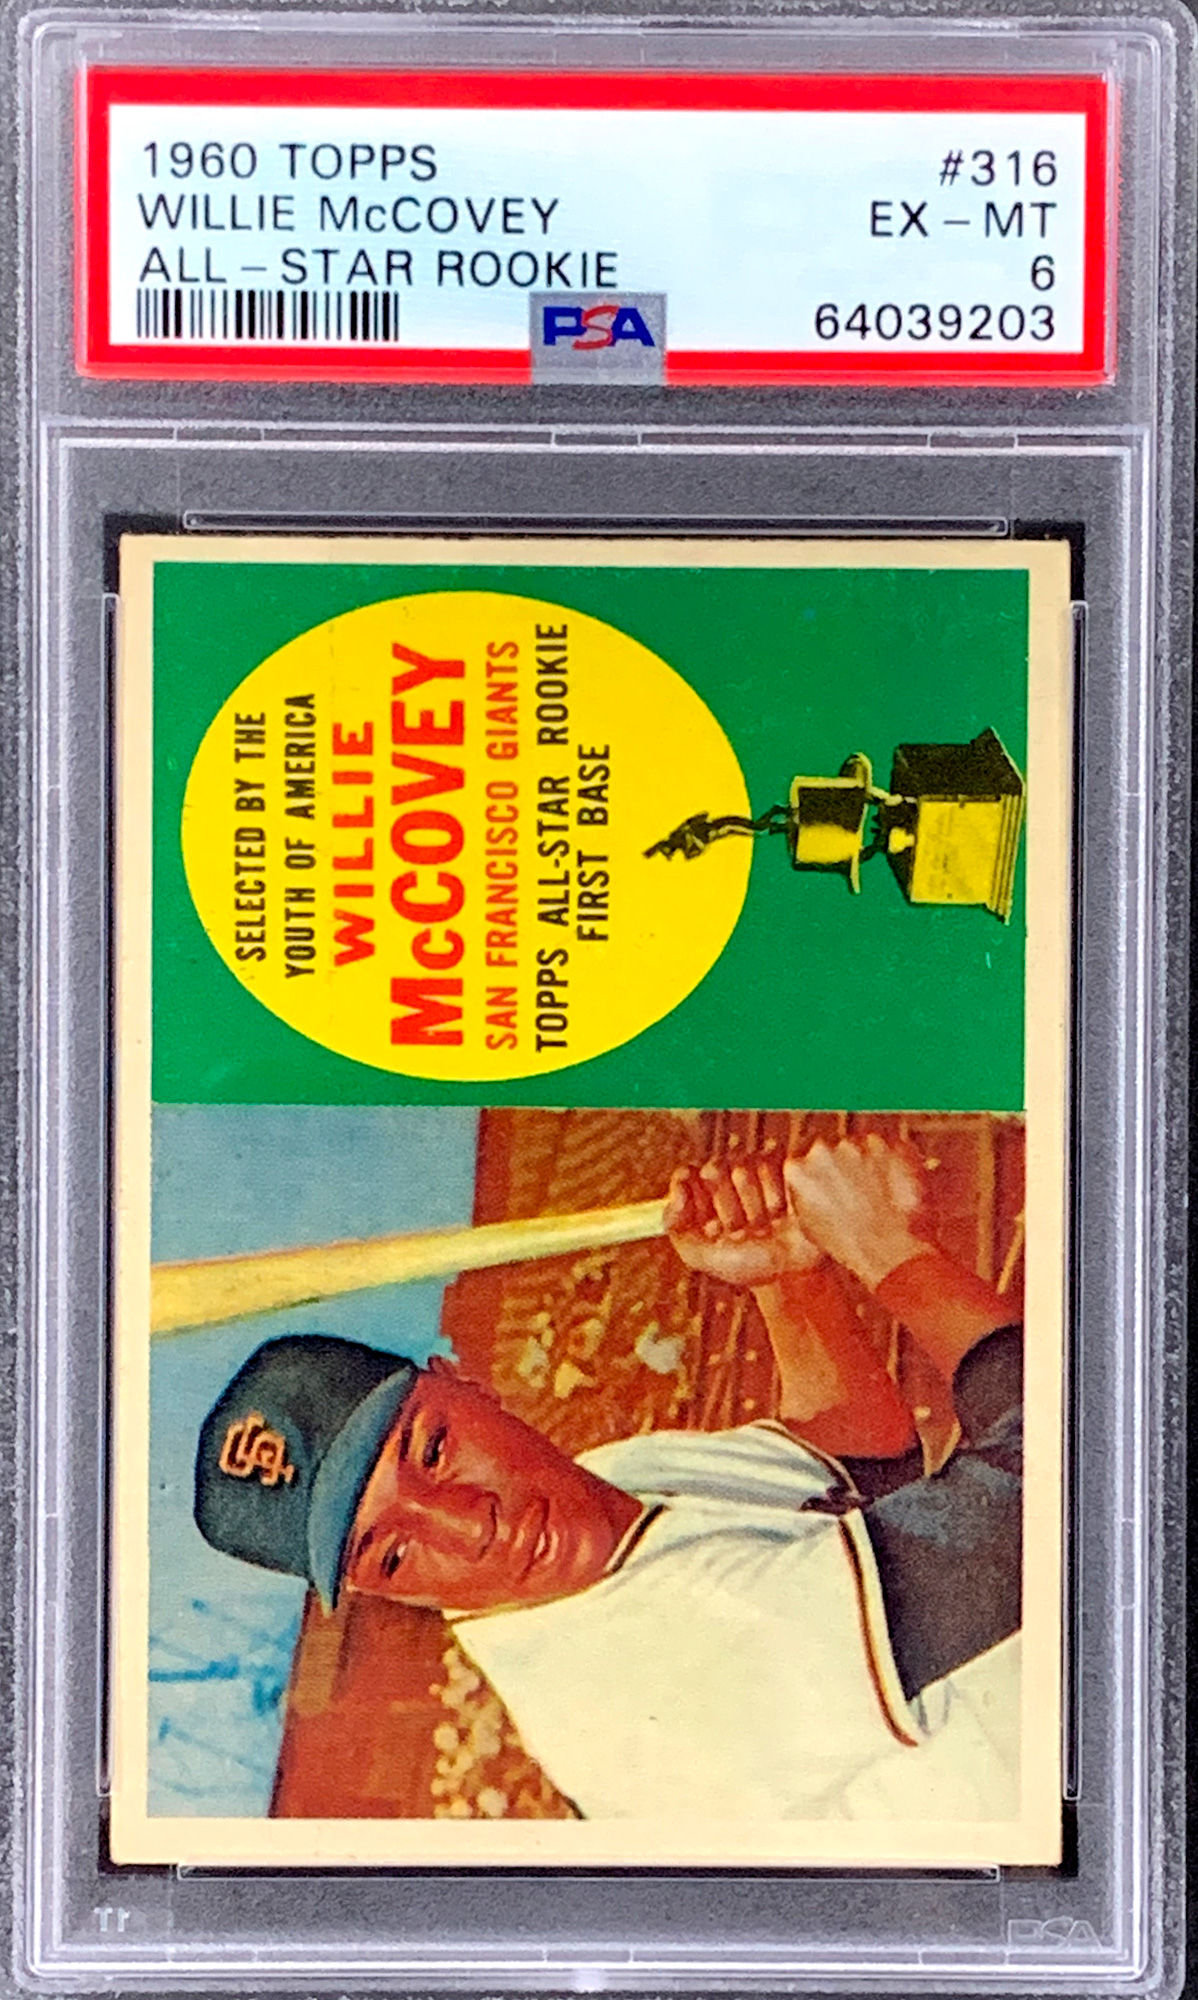 1960 TOPPS #316
WILLIE McCOVEY EX - MT
ALL - STAR ROOKIE 6
PSA 64039203
SELECTED BY THE
YOUTH OF AMERICA
WILLIE
McCOVEY
SAN FRANCISCO GIANTS
TOPPS ALL-STAR ROOKIE
FIRST BASE
SF
PSA